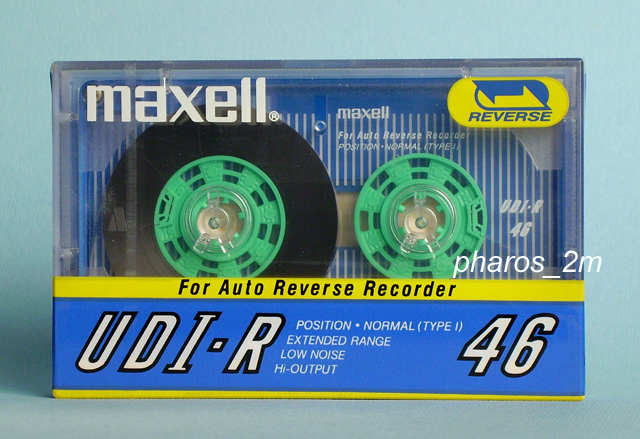 maxell®
maxell
For Auto Reverse Recorder
POSITION • NORMAL (TYPE I)
REVERSE
UDI-R
46
pharos_2m
For Auto Reverse Recorder
UDI-R
POSITION • NORMAL (TYPE I)
EXTENDED RANGE
LOW NOISE
Hi-OUTPUT
46